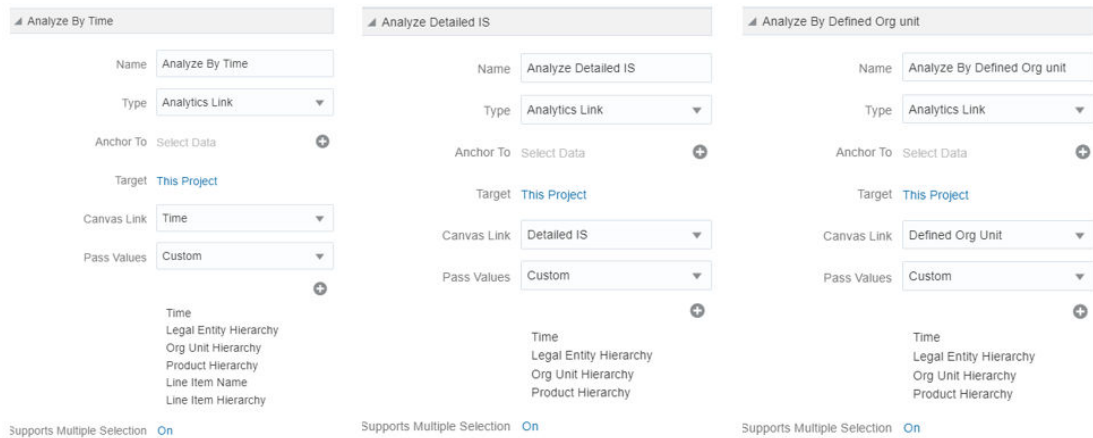 Analyze By Time
Name Analyze By Time
Type Analytics Link
Anchor To Select Data
Target This Project
Canvas Link Time
Pass Values Custom
Time
Legal Entity Hierarchy
Org Unit Hierarchy
Product Hierarchy
Line Item Name
Line Item Hierarchy
Supports Multiple Selection On
Analyze Detailed IS
Name Analyze Detailed IS
Type Analytics Link
Anchor To Select Data
Target This Project
Canvas Link Detailed IS
Pass Values Custom
Time
Legal Entity Hierarchy
Org Unit Hierarchy
Product Hierarchy
Supports Multiple Selection On
Analyze By Defined Org unit
Name Analyze By Defined Org unit
Type Analytics Link
Anchor To Select Data
Target This Project
Canvas Link Defined Org Unit
Pass Values Custom
Time
Legal Entity Hierarchy
Org Unit Hierarchy
Product Hierarchy
Supports Multiple Selection On